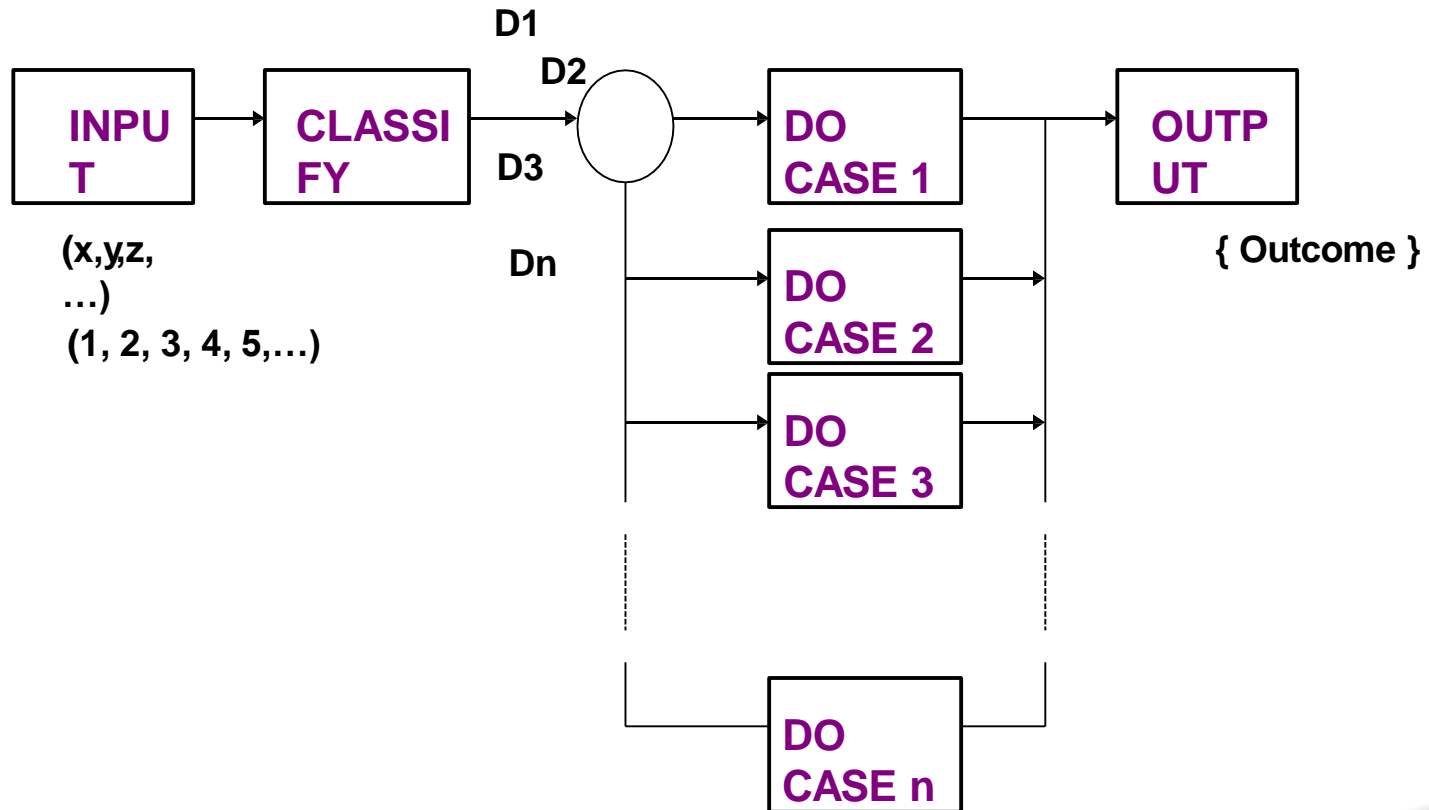 D1
D2
INPU
T
CLASSI
FY
D3
DO
CASE 1
OUTP
UT
(x,y,z,
…)
(1, 2, 3, 4, 5,…)
Dn
{ Outcome }
DO
CASE 2
DO
CASE 3
DO
CASE n